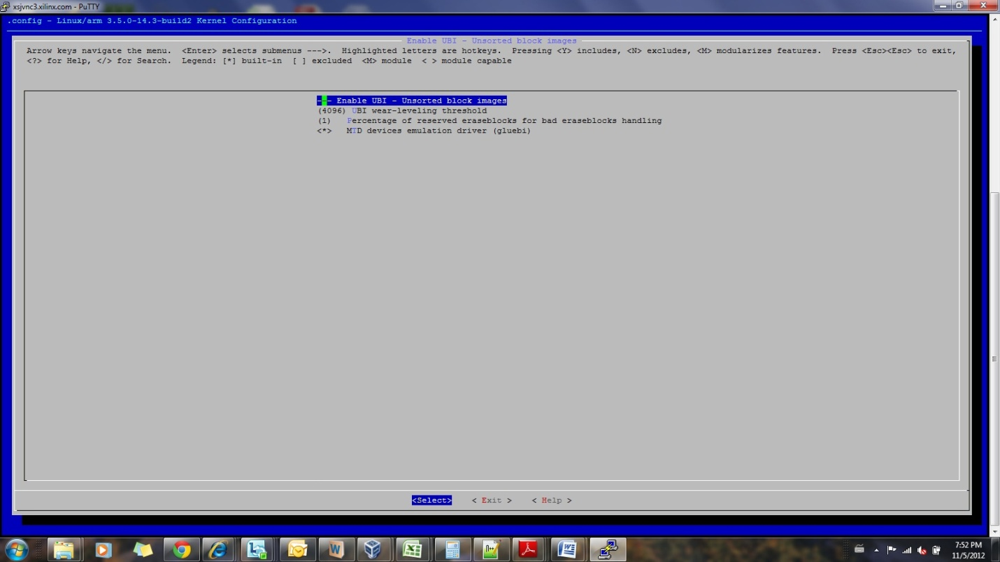 xsjvnc3.xilinx.com - PuTTY
.config - Linux/arm 3.5.0-14.3-build2 Kernel Configuration
Enable UBI - Unsorted block images
Arrow keys navigate the menu.  <Enter> selects submenus --->.  Highlighted letters are hotkeys.  Pressing <Y> includes, <N> excludes, <M> modularizes features.  Press <Esc><Esc> to exit,
<?> for Help, </> for Search.  Legend: [*] built-in  [ ] excluded  <M> module  < > module capable
--- Enable UBI - Unsorted block images
(4096) UBI wear-leveling threshold
(1)   Percentage of reserved eraseblocks for bad eraseblocks handling
<*>   MTD devices emulation driver (gluebi)
<Select>    < Exit >    < Help >
7:52 PM
11/5/2012